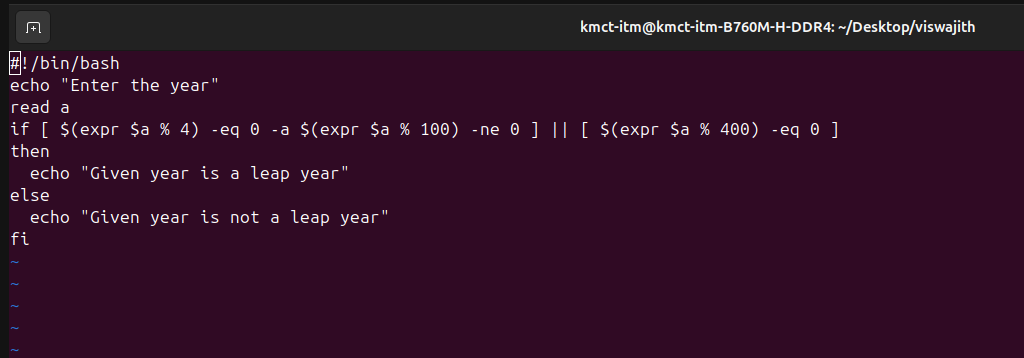 kmct-itm@kmct-itm-B760M-H-DDR4: ~/Desktop/viswajith
#!/bin/bash
echo "Enter the year"
read a
if [ $(expr $a % 4) -eq 0 -a $(expr $a % 100) -ne 0 ] || [ $(expr $a % 400) -eq 0 ]
then
  echo "Given year is a leap year"
else
  echo "Given year is not a leap year"
fi
~
~
~
~
~